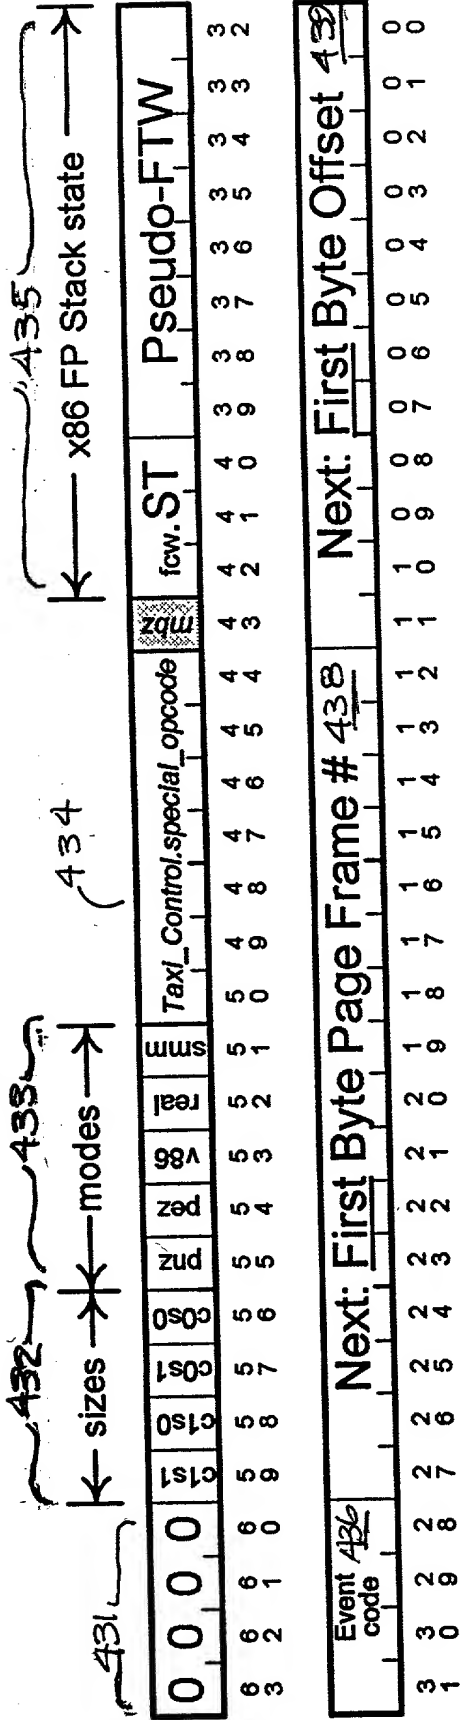 431 432 433 434 435
sizes modes x86 FP Stack state
0 0 0 0 c1s1 c1s0 c0s1 c0s0 pnz pez v86 real smm Taxi_Control.special_opcode mbz fcw.ST Pseudo-FTW
63 62 61 60 59 58 57 56 55 54 53 52 51 50 49 48 47 46 45 44 43 42 41 40 39 38 37 36 35 34 33 32
Event 436 Next: First Byte Page Frame # 438 Next: First Byte Offset 439
code
31 30 29 28 27 26 25 24 23 22 21 20 19 18 17 16 15 14 13 12 11 10 09 08 07 06 05 04 03 02 01 00